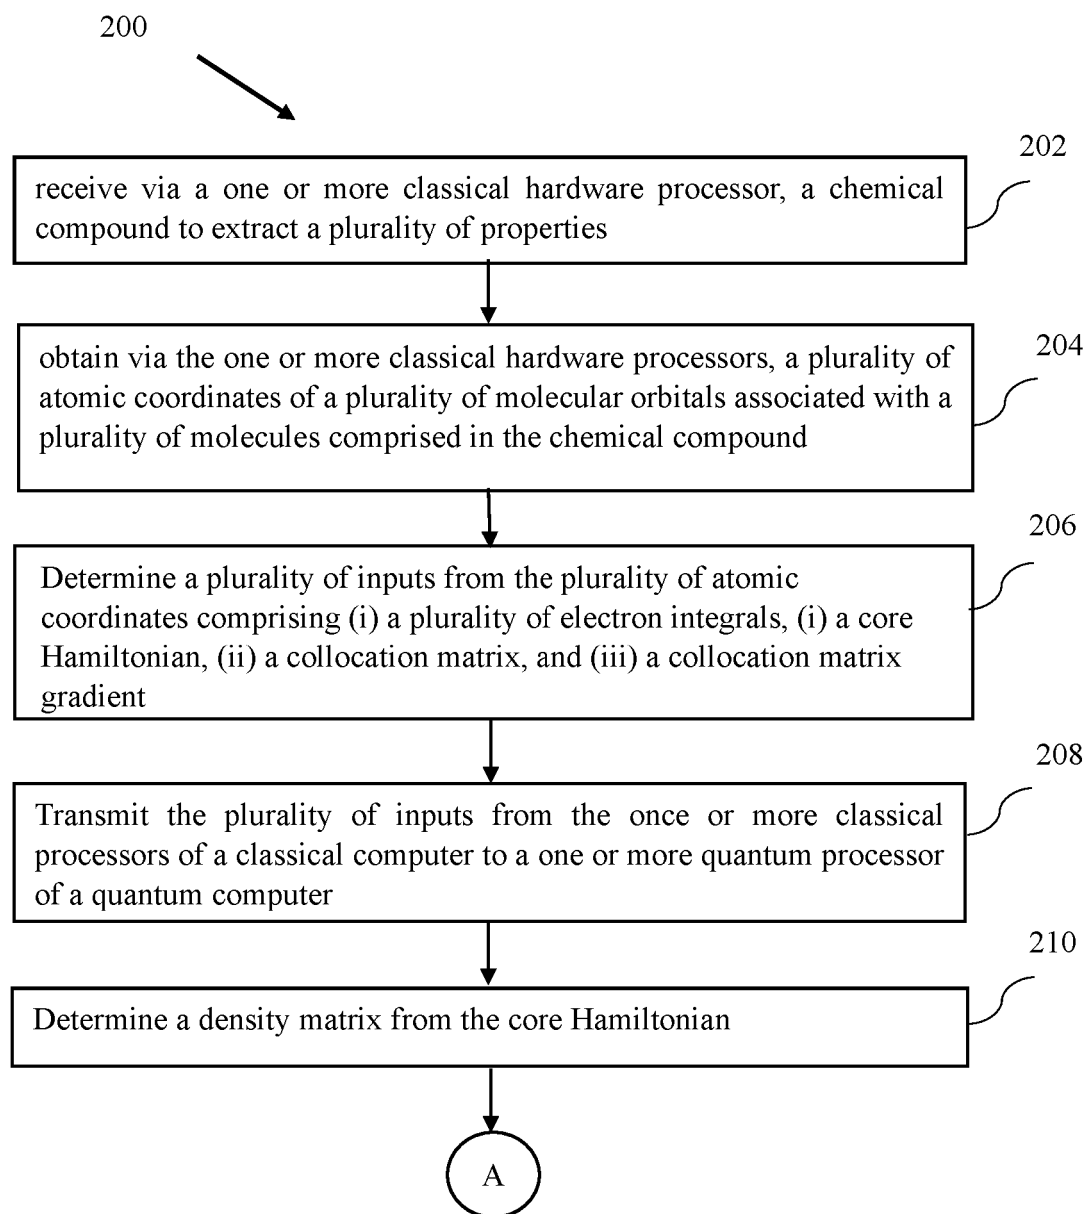 200
202
receive via a one or more classical hardware processor, a chemical
compound to extract a plurality of properties
204
obtain via the one or more classical hardware processors, a plurality of
atomic coordinates of a plurality of molecular orbitals associated with a
plurality of molecules comprised in the chemical compound
206
Determine a plurality of inputs from the plurality of atomic
coordinates comprising (i) a plurality of electron integrals, (i) a core
Hamiltonian, (ii) a collocation matrix, and (iii) a collocation matrix
gradient
208
Transmit the plurality of inputs from the once or more classical
processors of a classical computer to a one or more quantum processor
of a quantum computer
210
Determine a density matrix from the core Hamiltonian
A